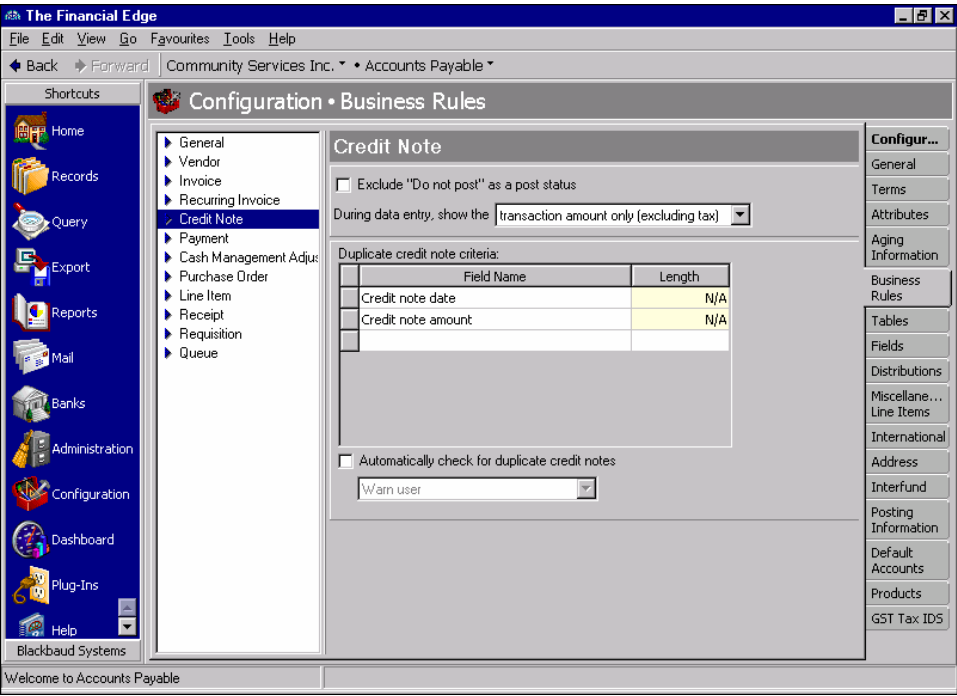 The Financial Edge
File Edit View Go Favourites Tools Help
Back Forward Community Services Inc. • Accounts Payable
Shortcuts
Home
Records
Query
Export
Reports
Mail
Banks
Administration
Configuration
Dashboard
Plug-Ins
Help
Blackbaud Systems
Configuration • Business Rules
General
Vendor
Invoice
Recurring Invoice
Credit Note
Payment
Cash Management Adjus
Purchase Order
Line Item
Receipt
Requisition
Queue
Credit Note
Exclude "Do not post" as a post status
During data entry, show the transaction amount only (excluding tax)
Duplicate credit note criteria:
Field Name Length
Credit note date N/A
Credit note amount N/A
Automatically check for duplicate credit notes
Warn user
Configur...
General
Terms
Attributes
Aging
Information
Business
Rules
Tables
Fields
Distributions
Miscellane...
Line Items
International
Address
Interfund
Posting
Information
Default
Accounts
Products
GST Tax IDS
Welcome to Accounts Payable